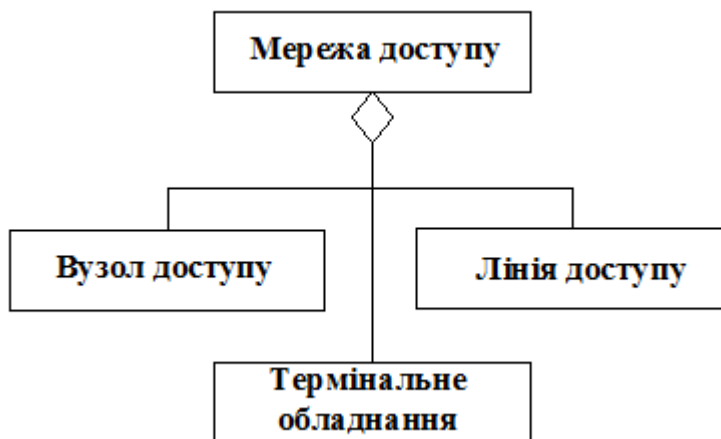 Мережа доступу
Вузол доступу
Лінія доступу
Термінальне
обладнання